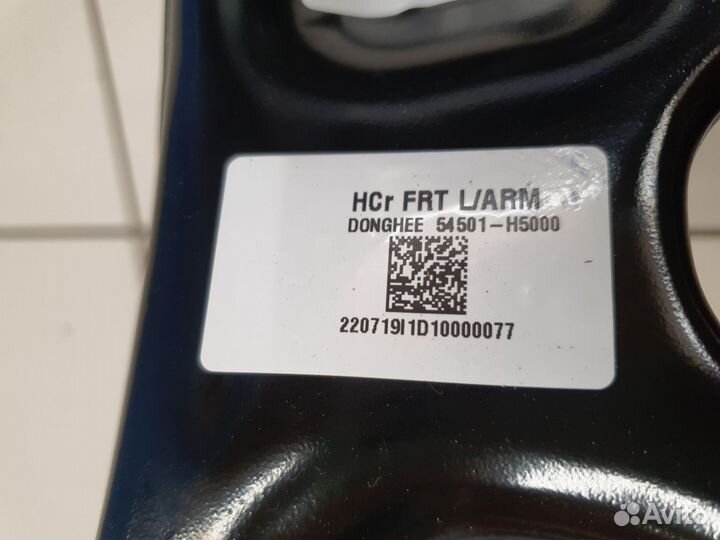 HCr FRT L/ARM
DONGHEE 54501-H5000
220719I1D10000077
Avito